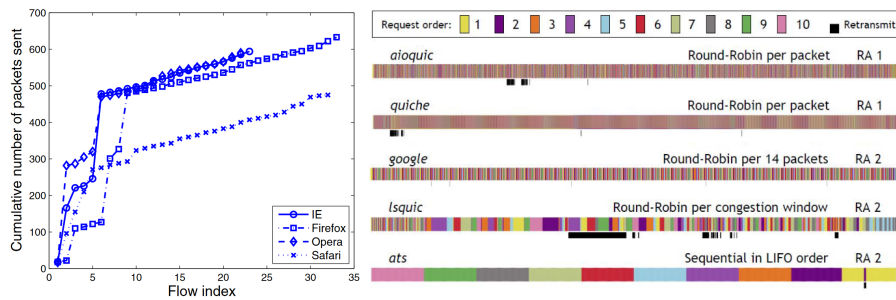 Cumulative number of packets sent
700
600
500
400
300
200
100
0
0 5 10 15 20 25 30 35
Flow index
IE
Firefox
Opera
Safari
Request order: 1 2 3 4 5 6 7 8 9 10 Retransmit
aioquic Round-Robin per packet RA 1
quiche Round-Robin per packet RA 1
google Round-Robin per 14 packets RA 2
lsquic Round-Robin per congestion window RA 2
ats Sequential in LIFO order RA 2